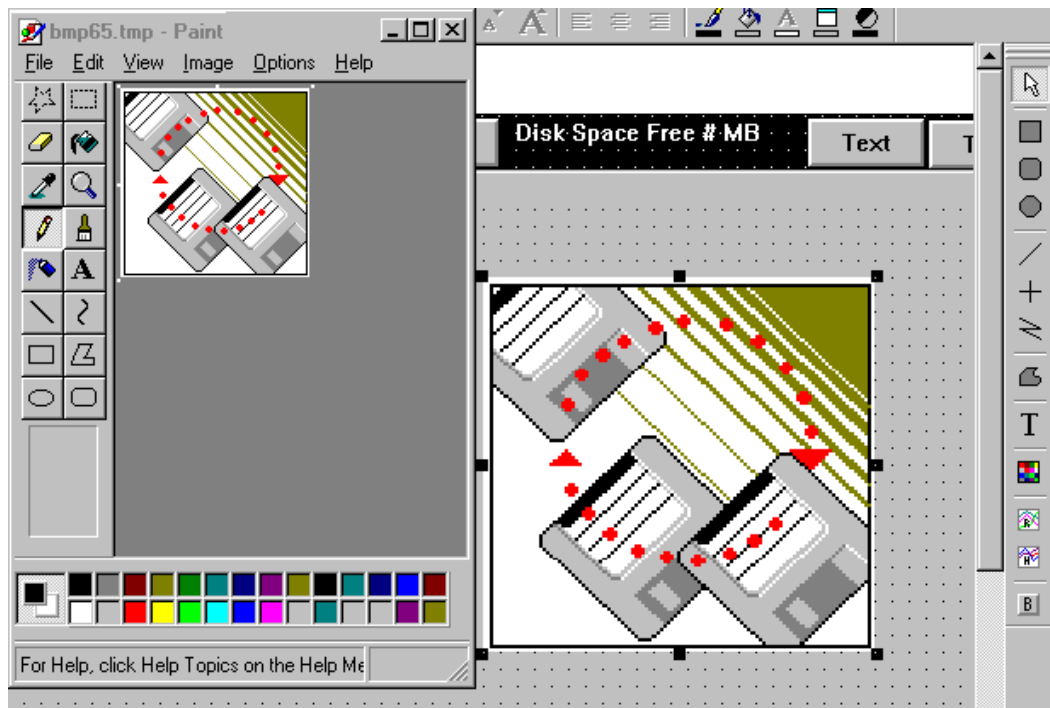 bmp65.tmp - Paint
File Edit View Image Options Help
A A A
Disk Space Free # MB
Text
T
A
T
R
H
B
For Help, click Help Topics on the Help Me